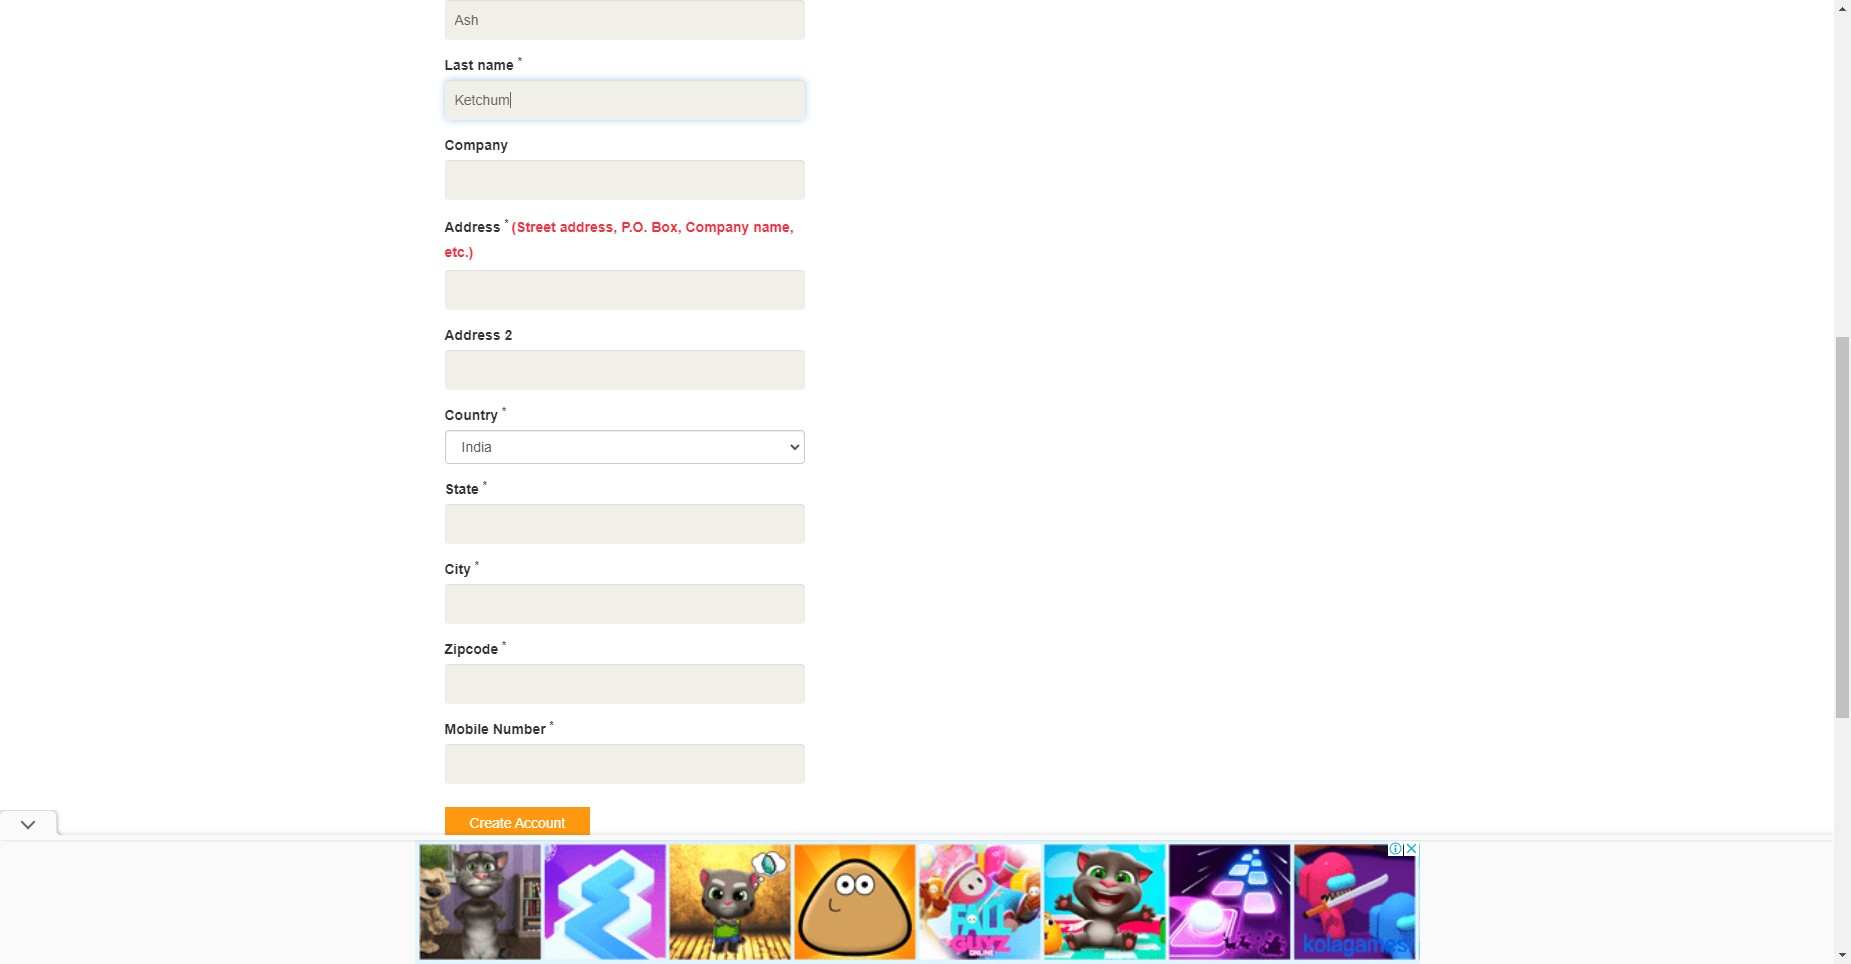 Ash
Last name *
Ketchum
Company
Address * (Street address, P.O. Box, Company name,
etc.)
Address 2
Country *
India
State *
City *
Zipcode *
Mobile Number *
Create Account
FALL
GUYZ
ONLINE
kolagames